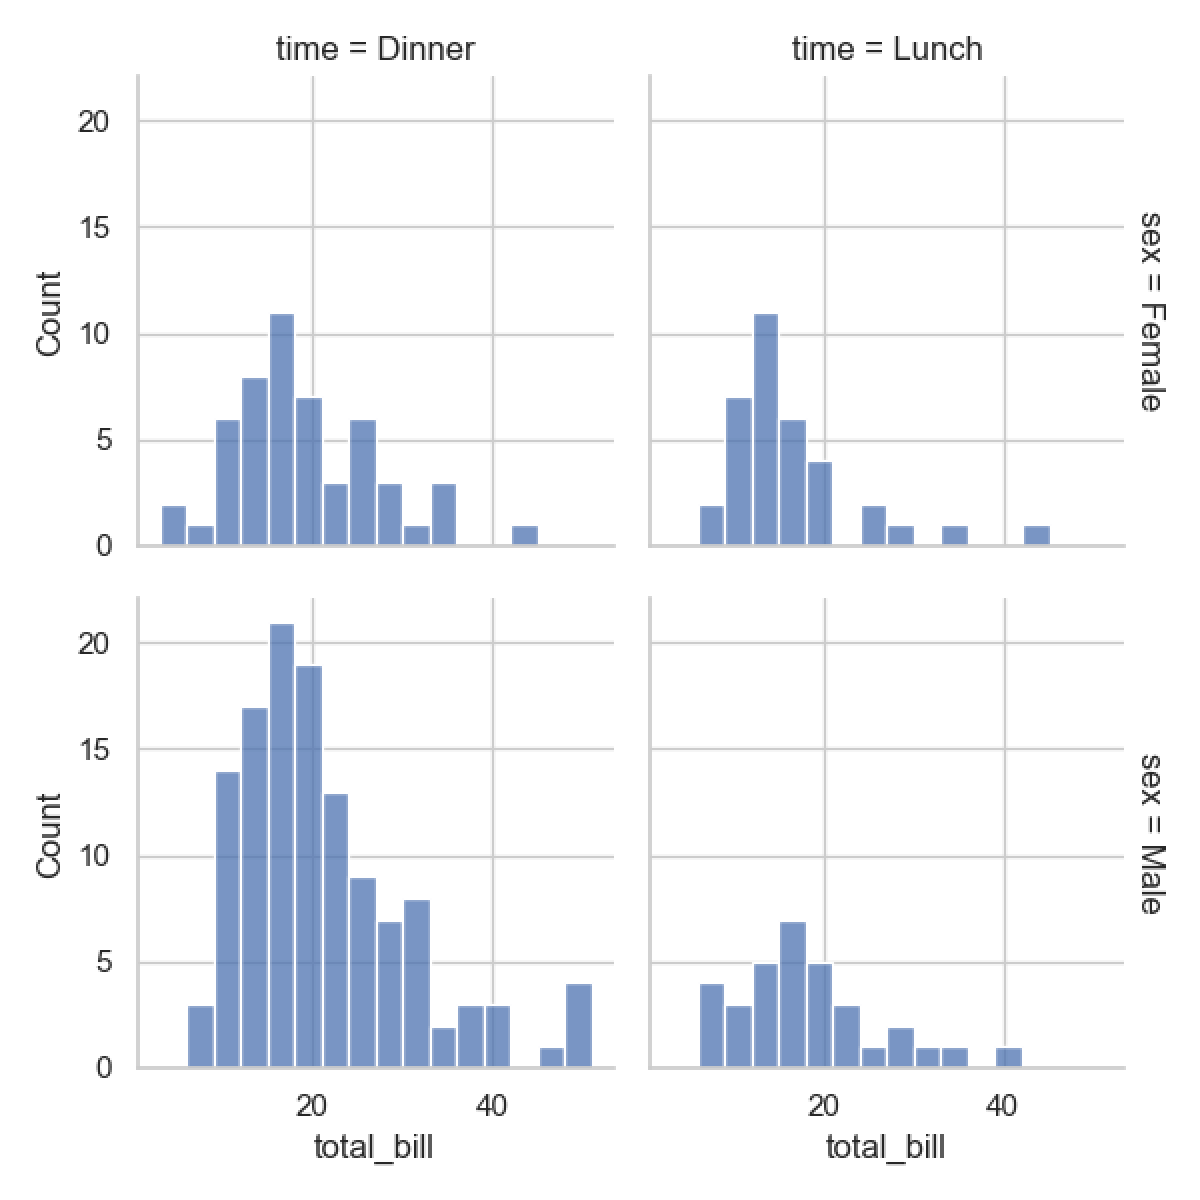 time = Dinner
time = Lunch
20
15
10
5
0
Count
sex = Female
20
15
10
5
0
Count
sex = Male
20
40
20
40
total_bill
total_bill